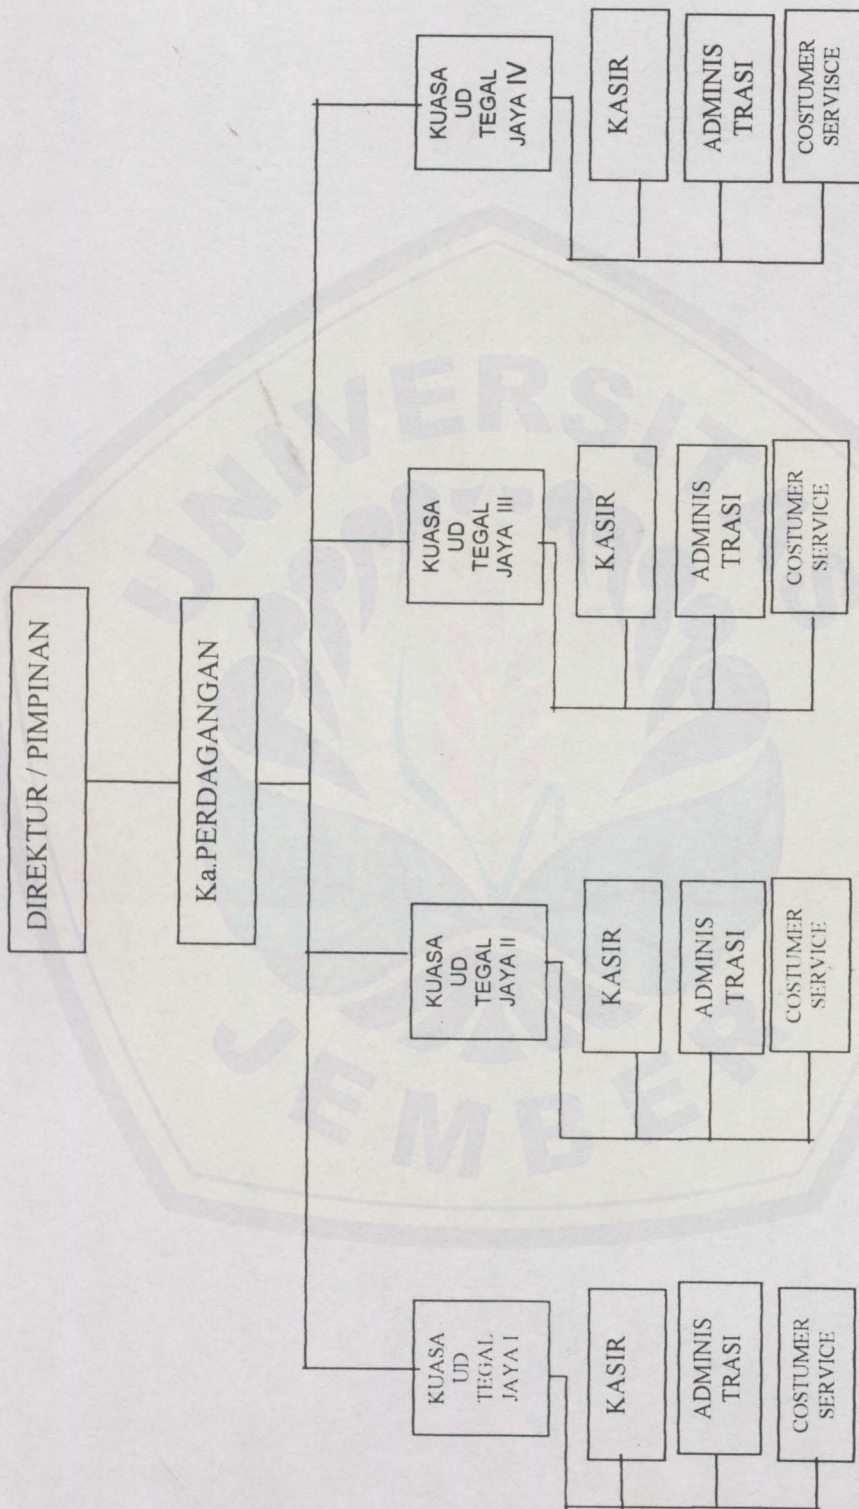 DIREKTUR / PIMPINAN
Ka.PERDAGANGAN
KUASA
UD
TEGAL
JAYA I
KASIR
ADMINIS
TRASI
COSTUMER
SERVICE
KUASA
UD
TEGAL
JAYA II
KASIR
ADMINIS
TRASI
COSTUMER
SERVICE
KUASA
UD
TEGAL
JAYA III
KASIR
ADMINIS
TRASI
COSTUMER
SERVICE
KUASA
UD
TEGAL
JAYA IV
KASIR
ADMINIS
TRASI
COSTUMER
SERVISCE
UNIVERSITAS
JEMBER